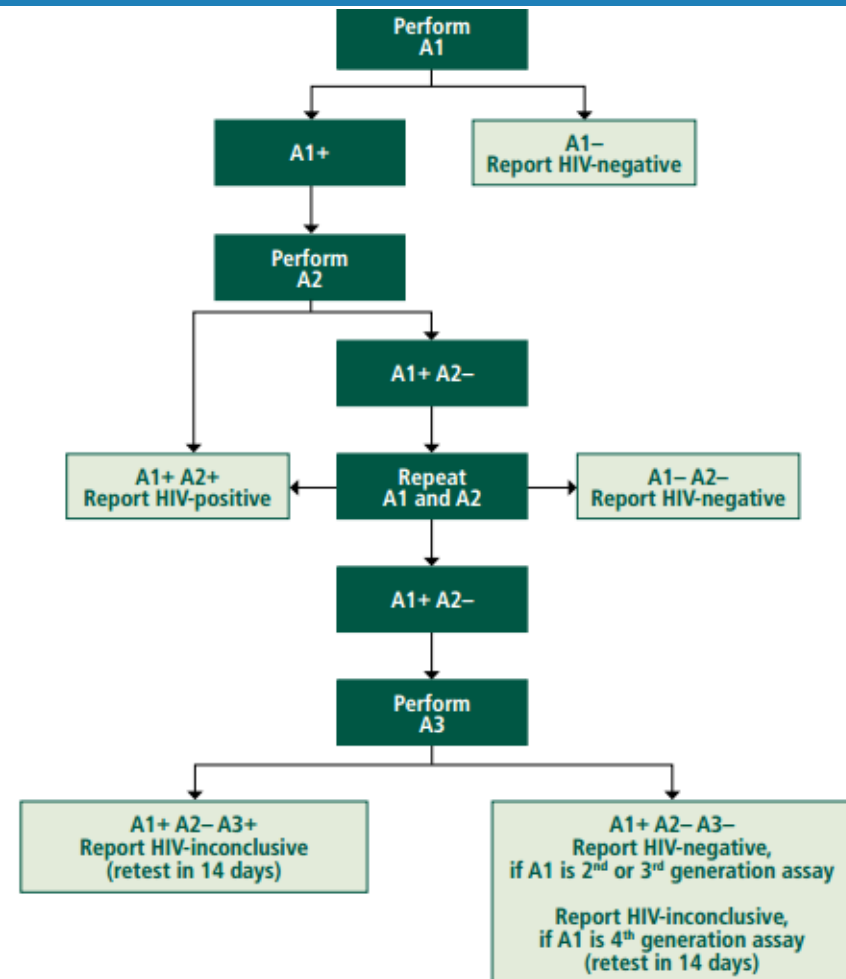 Perform
A1
A1+
A1–
Report HIV-negative
Perform
A2
A1+ A2–
A1+ A2+
Report HIV-positive
Repeat
A1 and A2
A1– A2–
Report HIV-negative
A1+ A2–
Perform
A3
A1+ A2– A3+
Report HIV-inconclusive
(retest in 14 days)
A1+ A2– A3–
Report HIV-negative,
if A1 is 2nd or 3rd generation assay
Report HIV-inconclusive,
if A1 is 4th generation assay
(retest in 14 days)